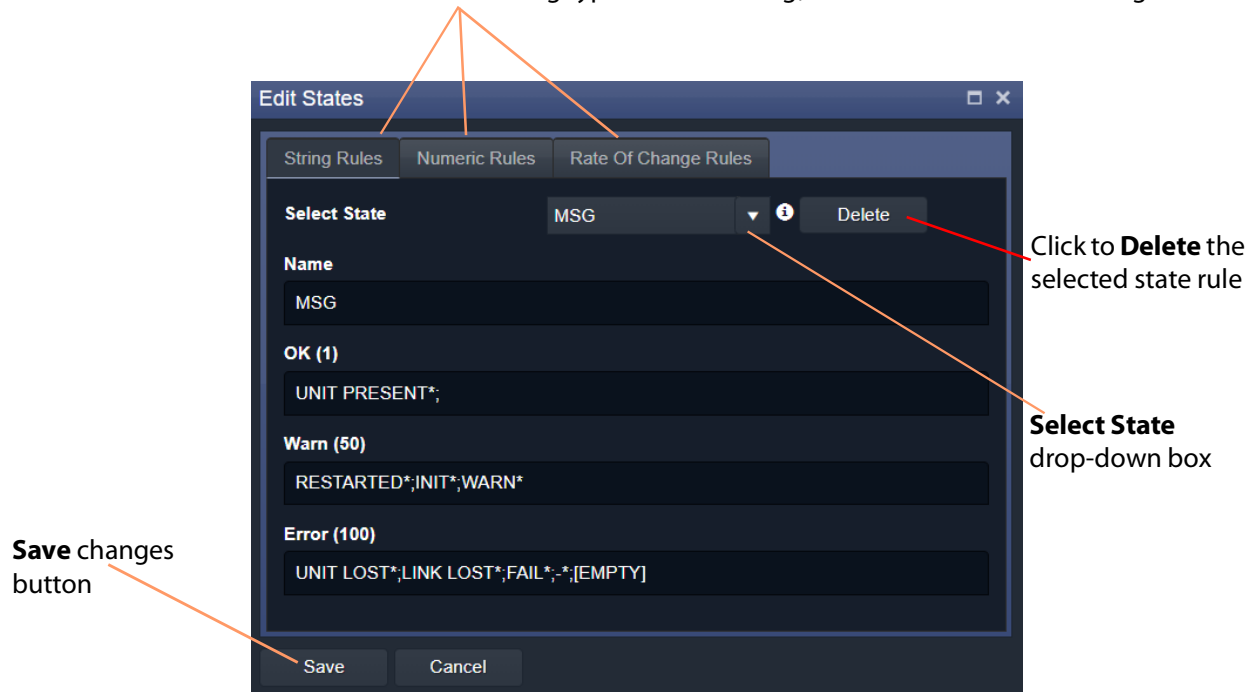 Edit States
String Rules Numeric Rules Rate Of Change Rules
Select State MSG Delete
Click to Delete the
selected state rule
Name
MSG
OK (1)
UNIT PRESENT*;
Select State
drop-down box
Warn (50)
RESTARTED*;INIT*;WARN*
Error (100)
UNIT LOST*;LINK LOST*;FAIL*;-*;[EMPTY]
Save changes
button
Save Cancel